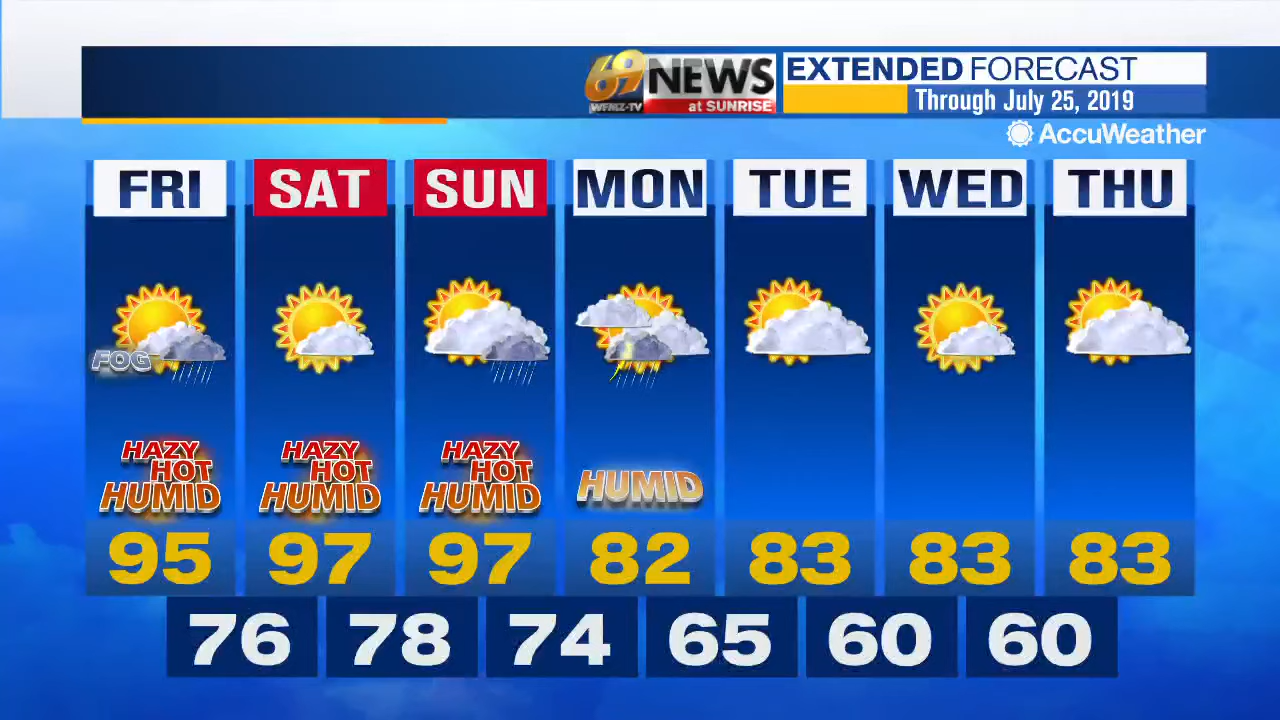 69 NEWS
WFMZ-TV
at SUNRISE
EXTENDED FORECAST
Through July 25, 2019
AccuWeather
FRI SAT SUN MON TUE WED THU
FOG
HAZY HAZY HAZY
HOT HOT HOT
HUMID HUMID HUMID HUMID
95 97 97 82 83 83 83
76 78 74 65 60 60